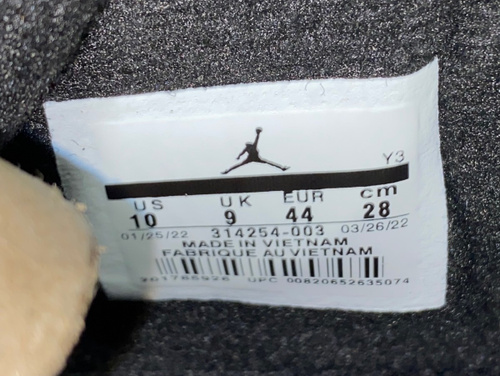 Y3
US UK EUR cm
10 9 44 28
01/25/22 314254-003 03/26/22
MADE IN VIETNAM
FABRIQUE AU VIETNAM
UPC 00820652635074